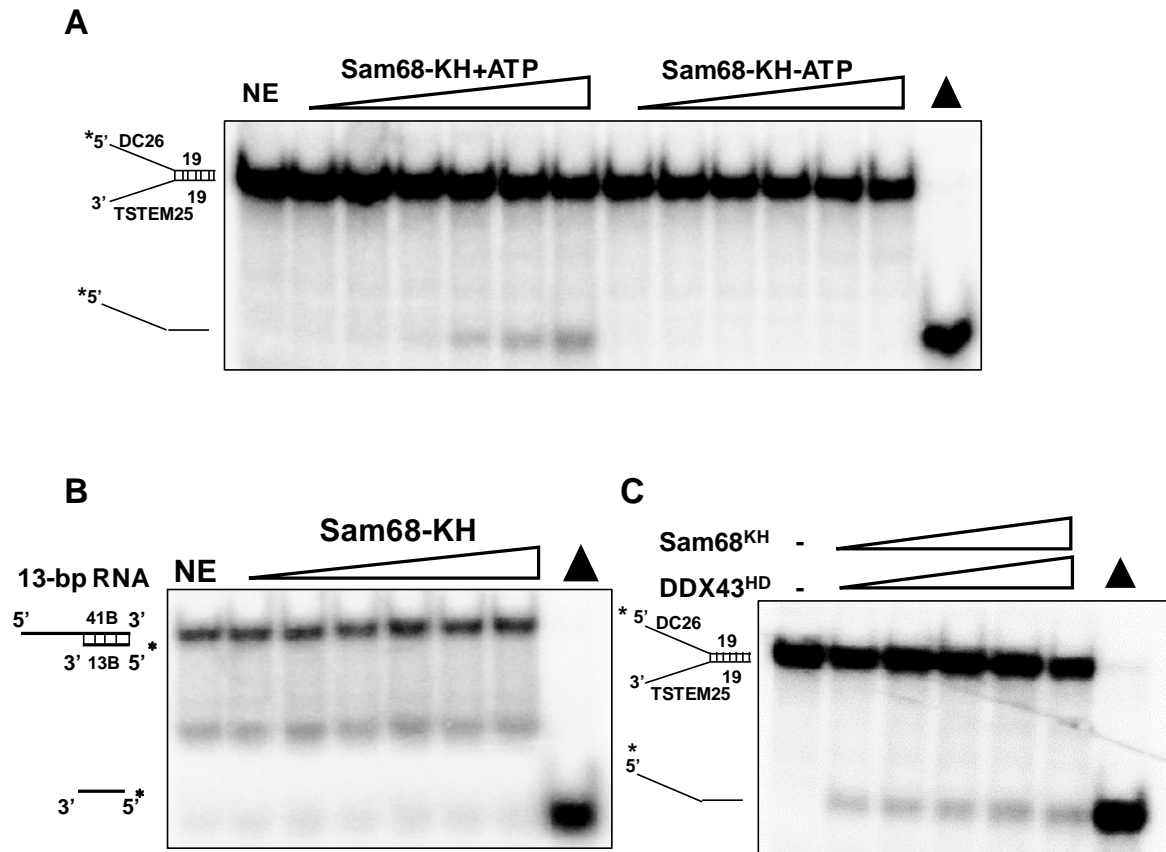 A
Sam68-KH+ATP Sam68-KH-ATP
NE
*5’ DC26
19
19
3’
TSTEM25
*5’
B
Sam68-KH
NE
13-bp RNA
5’ 41B 3’
*
3’ 13B 5’
3’ 5’*
C
Sam68KH -
DDX43HD -
* 5’ DC26
19
19
3’
TSTEM25
*
5’